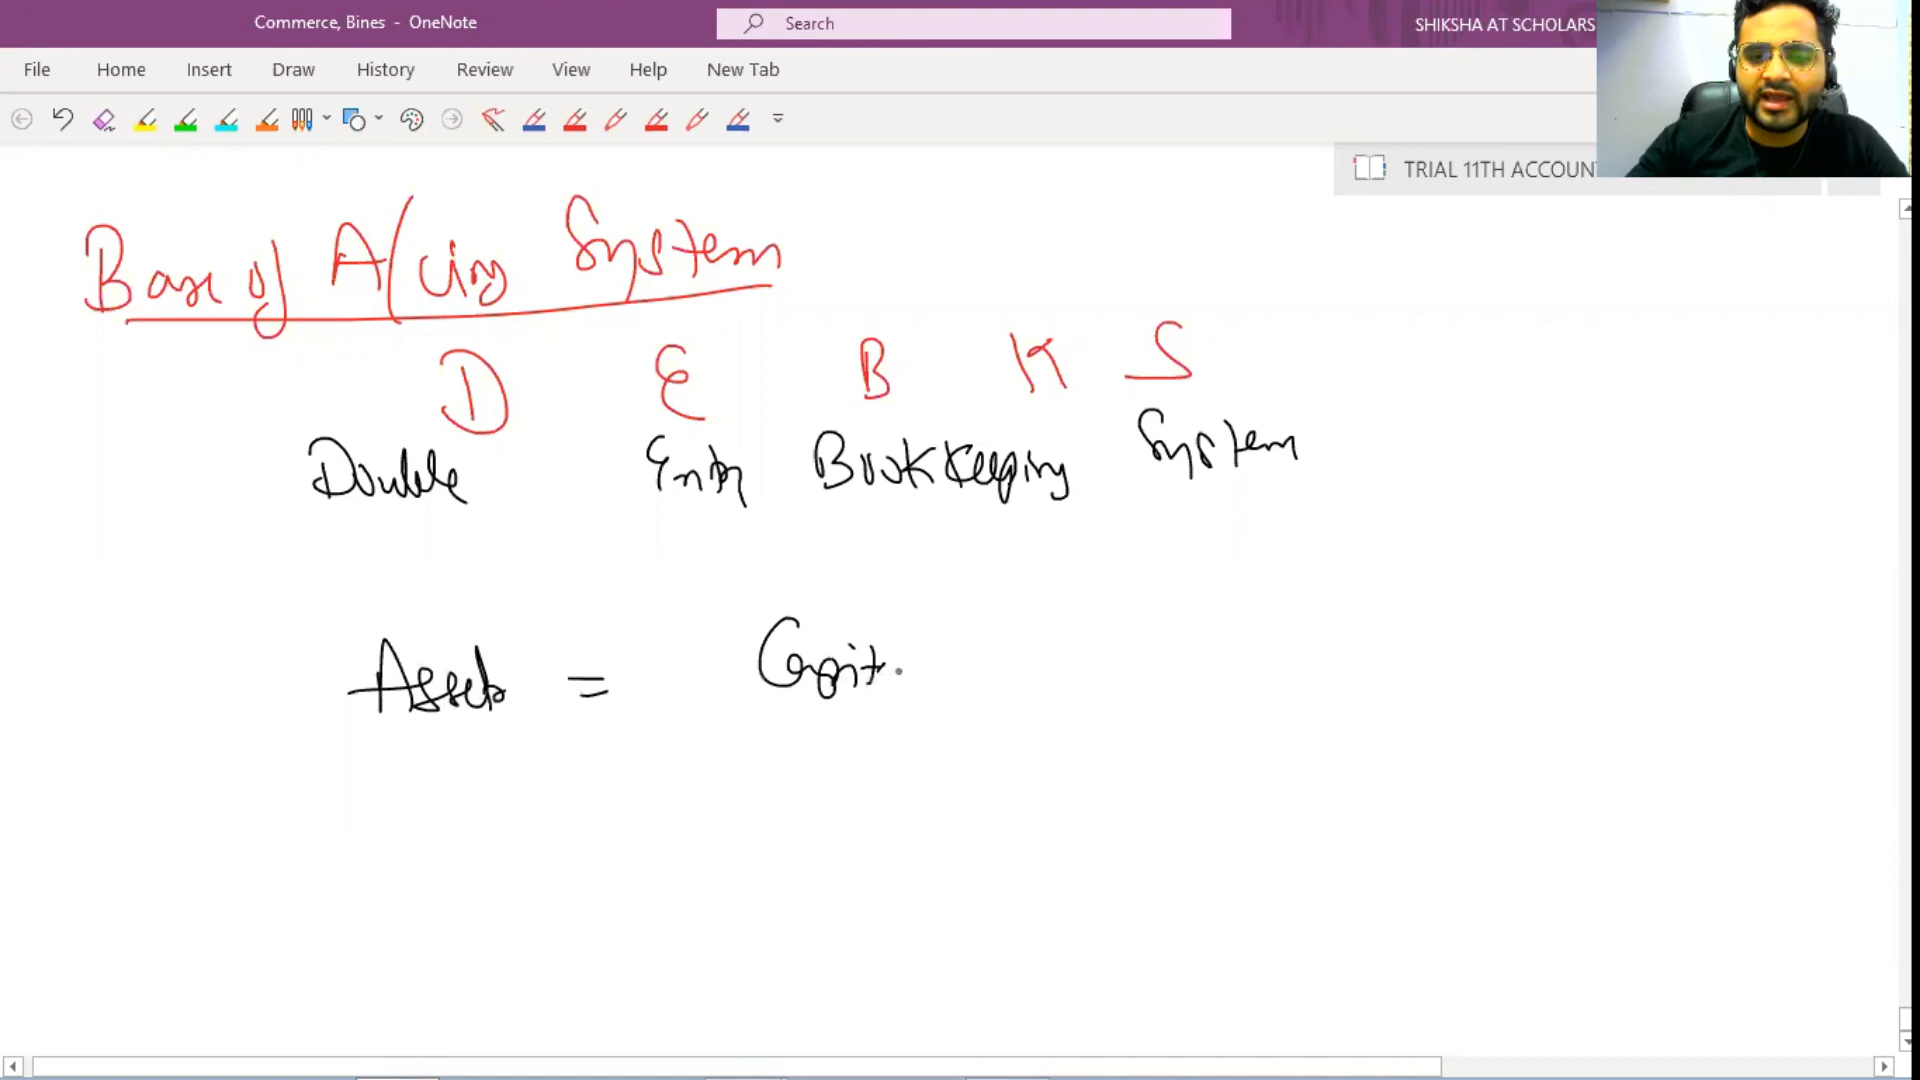 Commerce, Bines - OneNote
Search
SHIKSHA AT SCHOLARS
File Home Insert Draw History Review View Help New Tab
TRIAL 11TH ACCOUN
Base of A/cing System
D E B K S
Double Entry Bookkeeping System
Assets = Capit